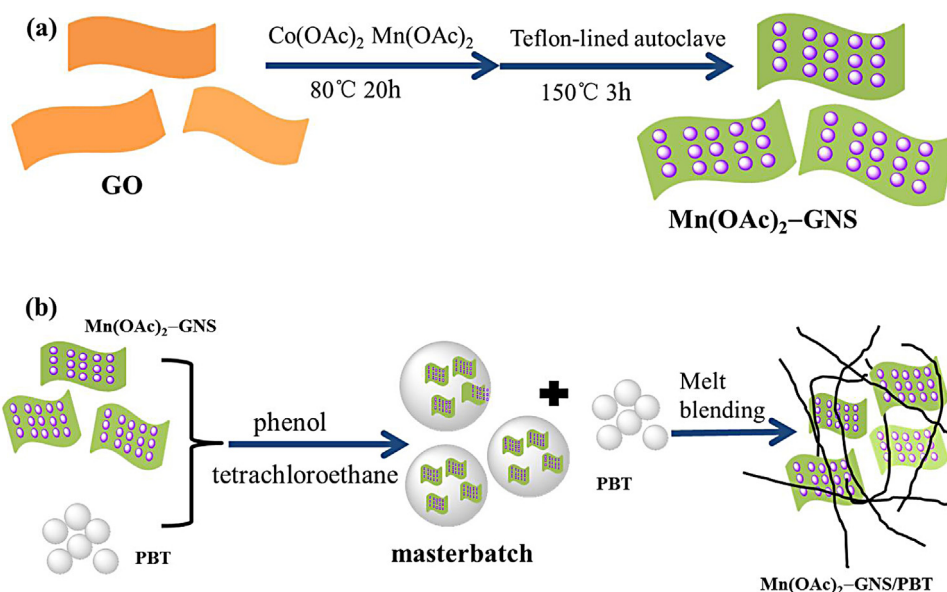 (a)
Co(OAc)₂ Mn(OAc)₂
80℃ 20h
Teflon-lined autoclave
150℃ 3h
GO
Mn(OAc)₂–GNS
(b)
Mn(OAc)₂–GNS
PBT
phenol
tetrachloroethane
masterbatch
PBT
Melt
blending
Mn(OAc)₂–GNS/PBT